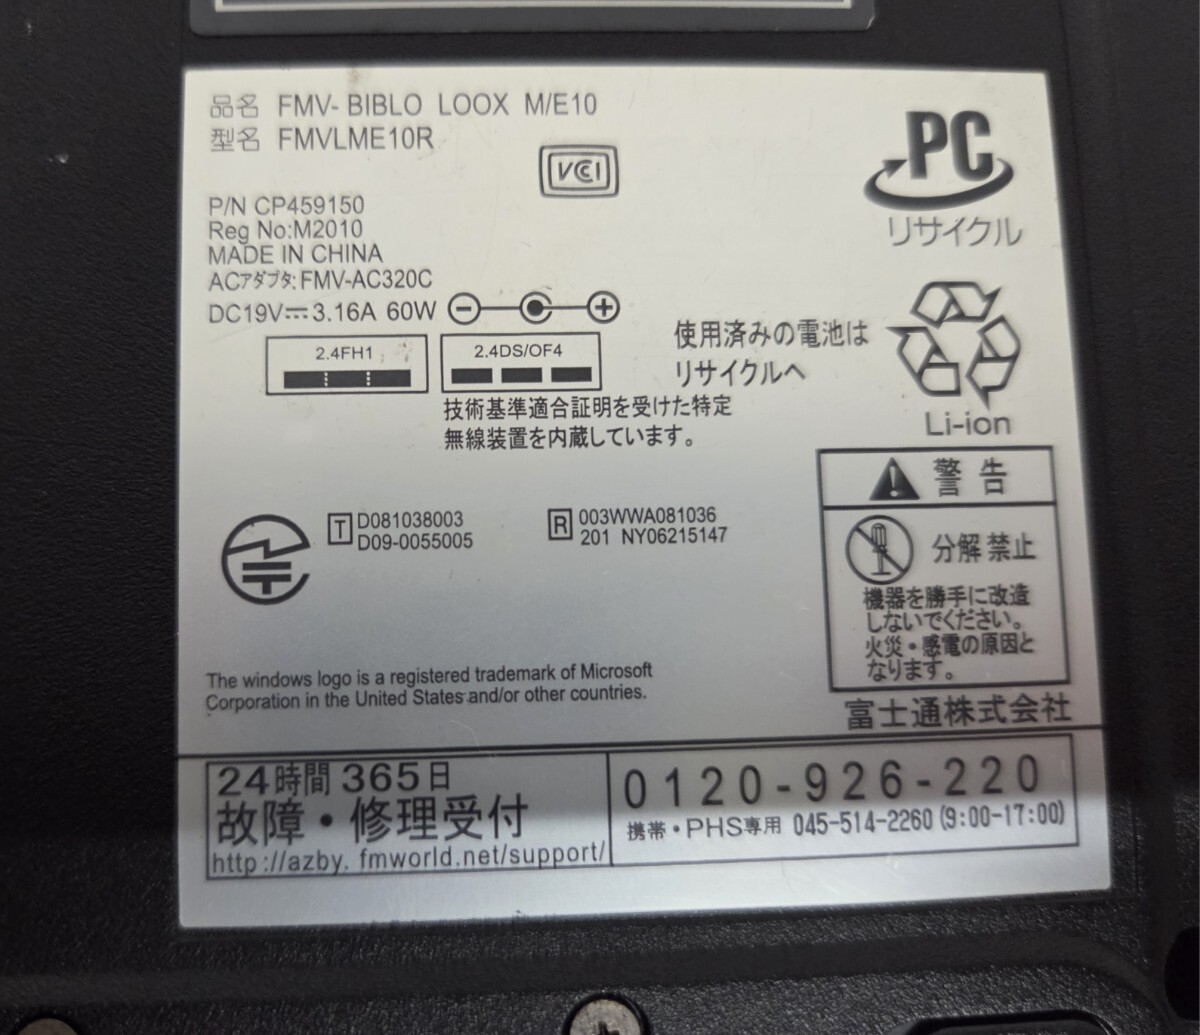 品名 FMV-BIBLO LOOX M/E10
型名 FMVLME10R
VCCI
P/N CP459150
Reg No:M2010
MADE IN CHINA
ACアダプタ:FMV-AC320C
DC19V⎓3.16A 60W
2.4FH1
2.4DS/OF4
技術基準適合証明を受けた特定
無線装置を内蔵しています。
PC
リサイクル
使用済みの電池は
リサイクルへ
Li-ion
T D081038003
D09-0055005
R 003WWA081036
201 NY06215147
警告
分解禁止
機器を勝手に改造
しないでください。
火災・感電の原因と
なります。
The windows logo is a registered trademark of Microsoft
Corporation in the United States and/or other countries.
富士通株式会社
24時間 365日
故障・修理受付
http://azby.fmworld.net/support/
0120-926-220
携帯・PHS専用 045-514-2260(9:00-17:00)